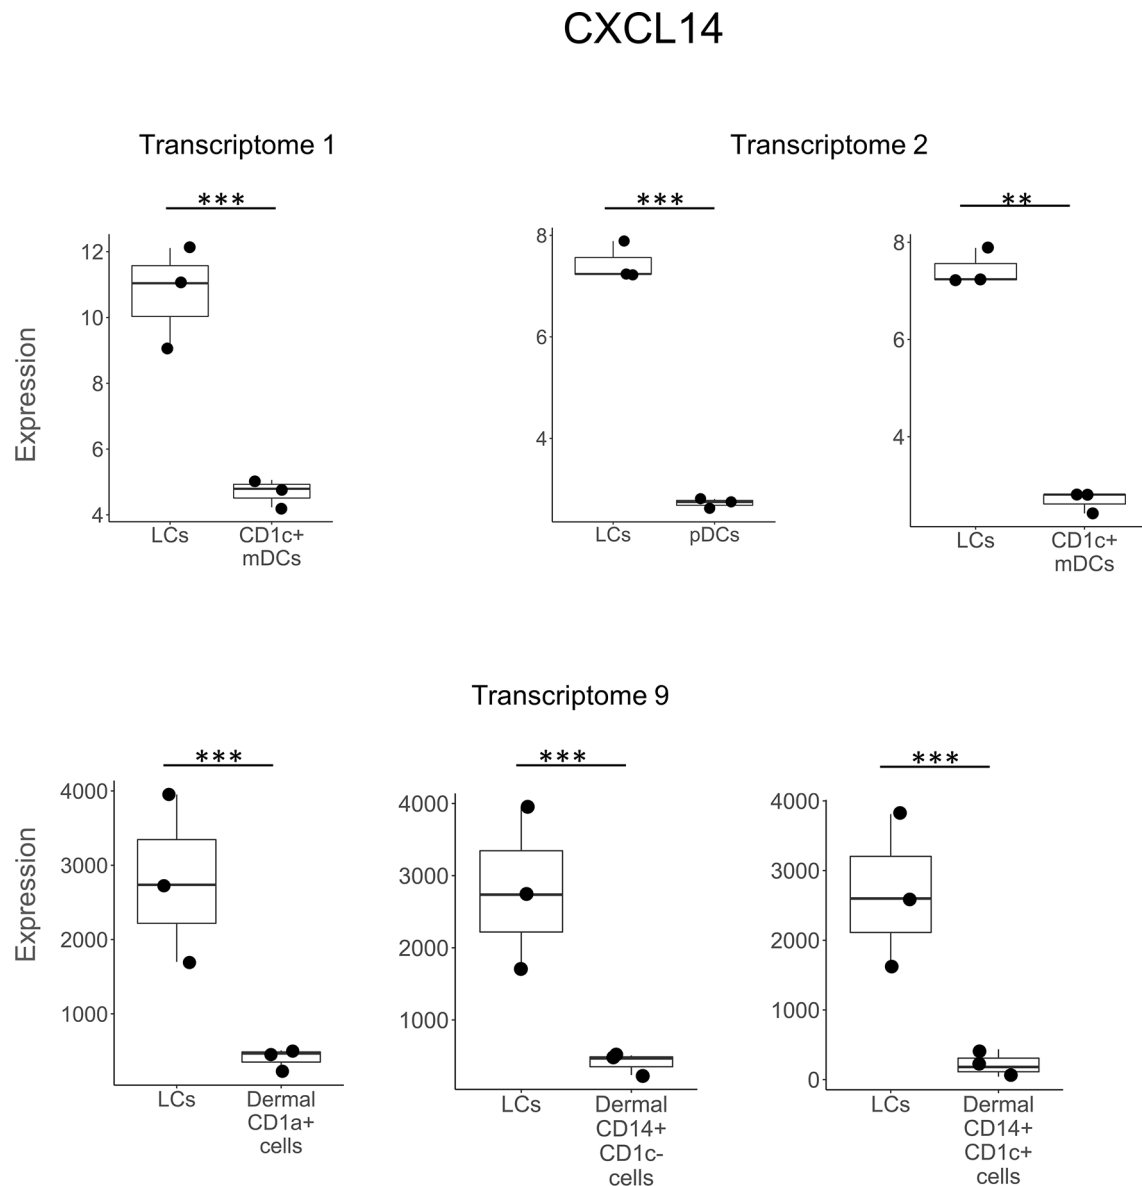 CXCL14
Transcriptome 1
Transcriptome 2
***
***
**
Expression
12
10
8
6
4
LCs
CD1c+
mDCs
8
6
4
LCs
pDCs
8
6
4
LCs
CD1c+
mDCs
Transcriptome 9
***
***
***
Expression
4000
3000
2000
1000
LCs
Dermal
CD1a+
cells
4000
3000
2000
1000
LCs
Dermal
CD14+
CD1c-
cells
4000
3000
2000
1000
0
LCs
Dermal
CD14+
CD1c+
cells